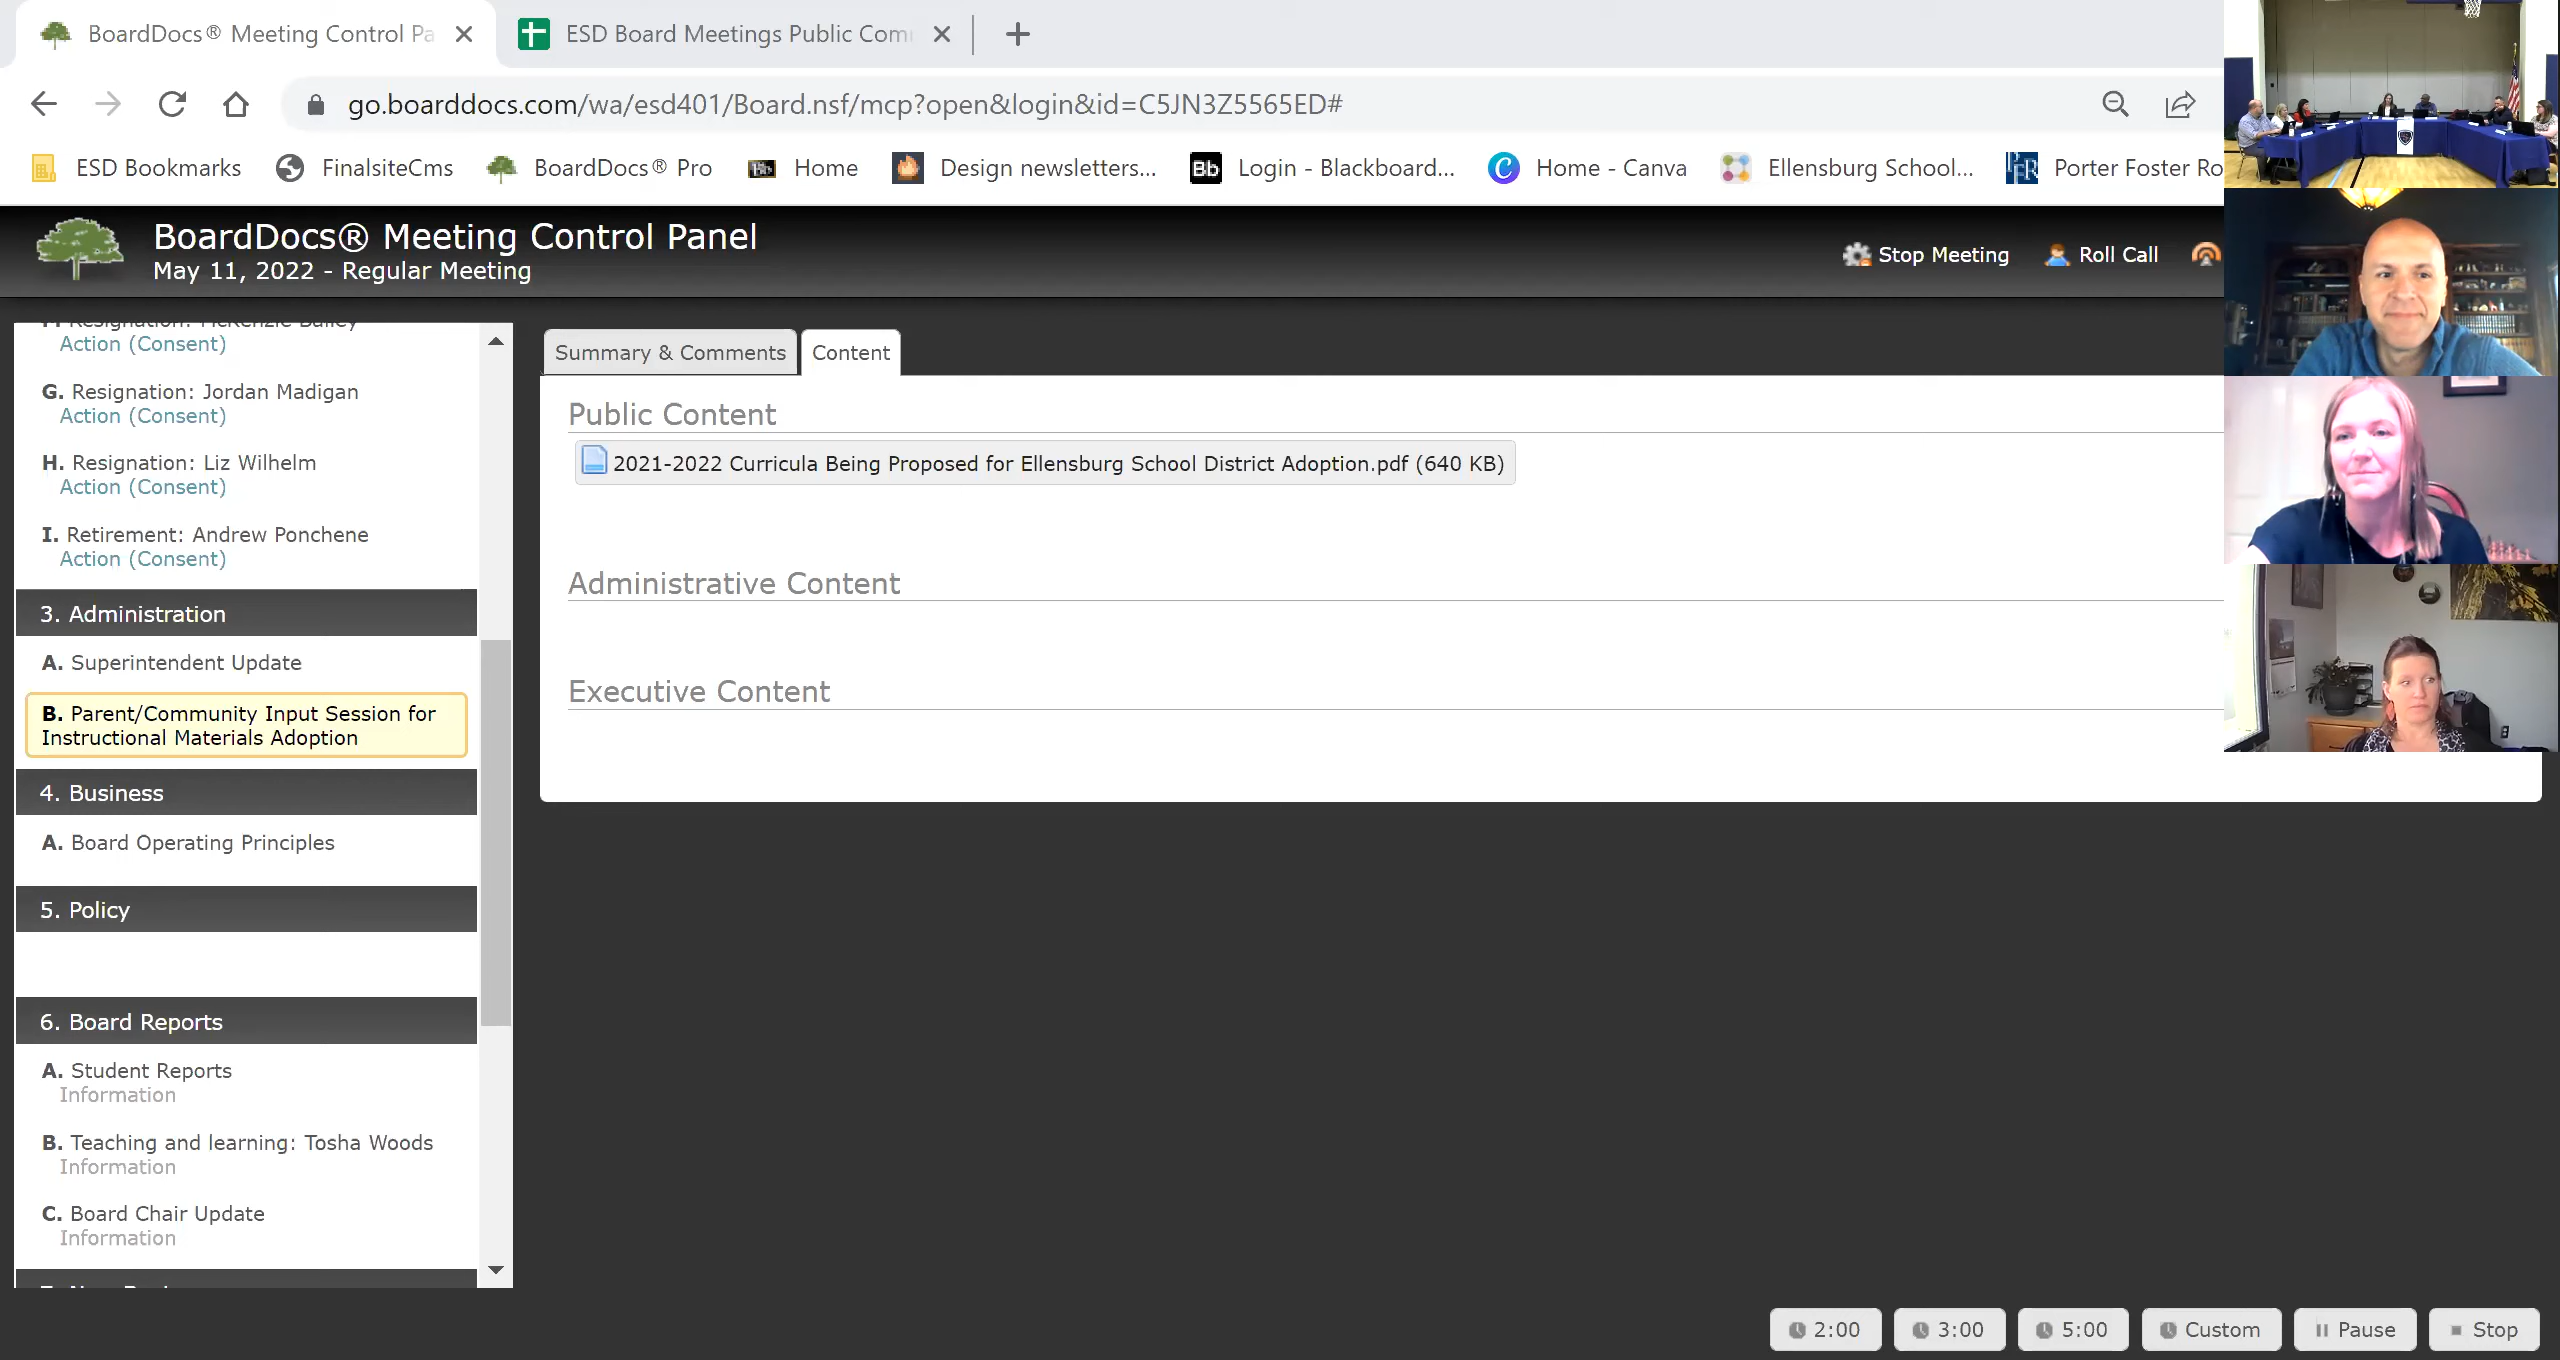 BoardDocs® Meeting Control Pa
ESD Board Meetings Public Com
go.boarddocs.com/wa/esd401/Board.nsf/mcp?open&login&id=C5JN3Z5565ED#
ESD Bookmarks
FinalsiteCms
BoardDocs® Pro
Home
Design newsletters...
Bb
Login - Blackboard...
Home - Canva
Ellensburg School...
PFR
Porter Foster Ro
BoardDocs® Meeting Control Panel
May 11, 2022 - Regular Meeting
Stop Meeting
Roll Call
Action (Consent)
G. Resignation: Jordan Madigan
Action (Consent)
H. Resignation: Liz Wilhelm
Action (Consent)
I. Retirement: Andrew Ponchene
Action (Consent)
3. Administration
A. Superintendent Update
B. Parent/Community Input Session for
Instructional Materials Adoption
4. Business
A. Board Operating Principles
5. Policy
6. Board Reports
A. Student Reports
Information
B. Teaching and learning: Tosha Woods
Information
C. Board Chair Update
Information
Summary & Comments
Content
Public Content
2021-2022 Curricula Being Proposed for Ellensburg School District Adoption.pdf (640 KB)
Administrative Content
Executive Content
2:00
3:00
5:00
Custom
Pause
Stop